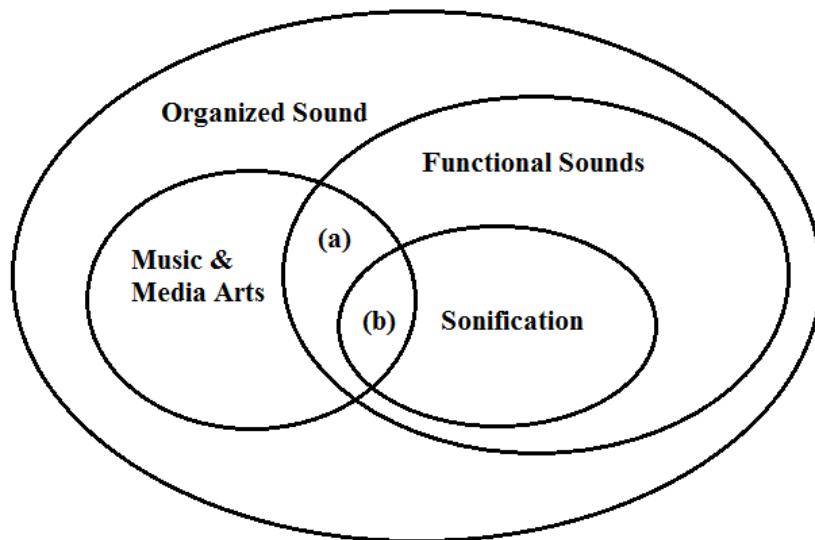 Organized Sound
Functional Sounds
(a)
Music &
Media Arts
(b)
Sonification